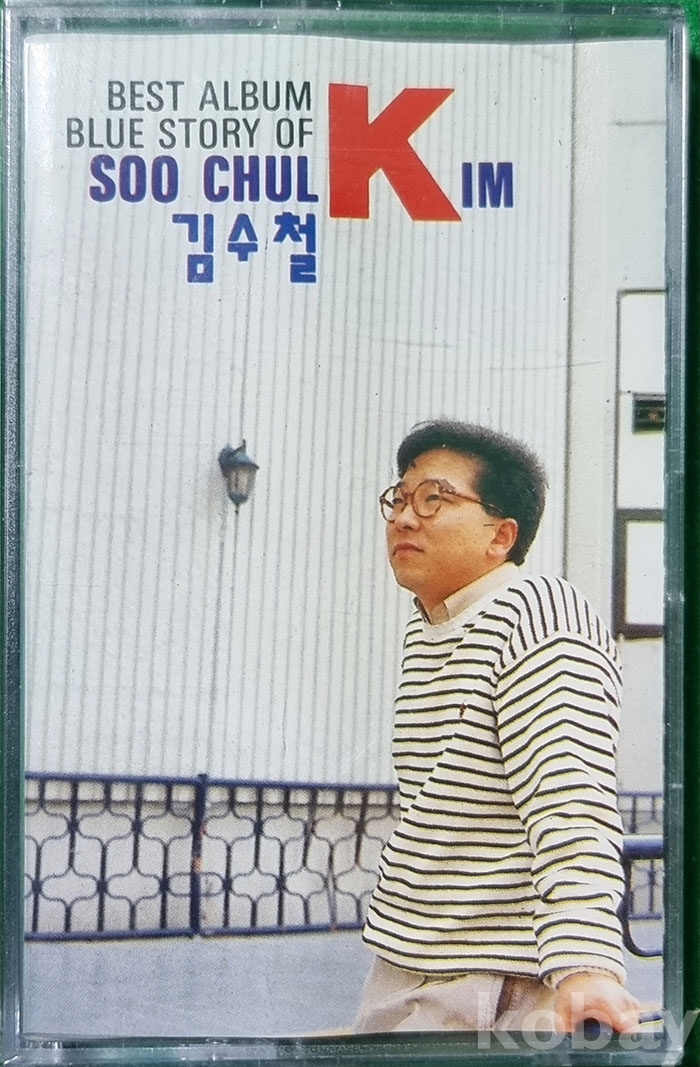 BEST ALBUM
BLUE STORY OF
SOO CHUL KIM
김수철
kobay